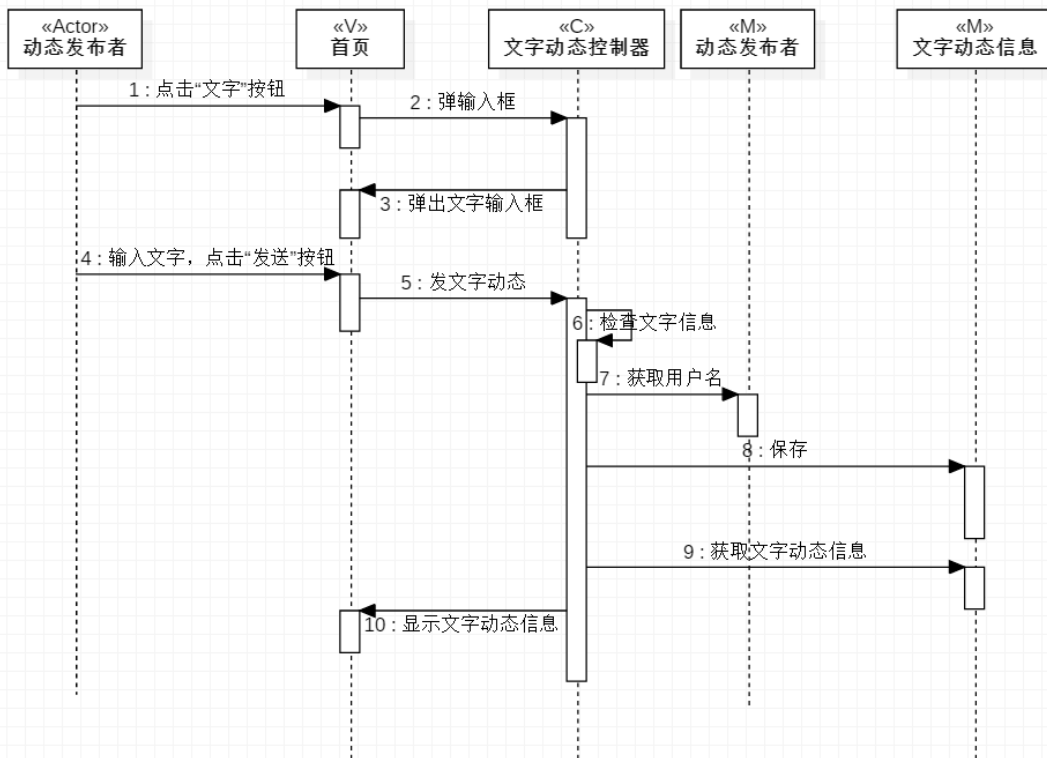 «Actor»
动态发布者
«V»
首页
«C»
文字动态控制器
«M»
动态发布者
«M»
文字动态信息
1 : 点击“文字”按钮
2 : 弹输入框
3 : 弹出文字输入框
4 : 输入文字，点击“发送”按钮
5 : 发文字动态
6 : 检查文字信息
7 : 获取用户名
8 : 保存
9 : 获取文字动态信息
10 : 显示文字动态信息